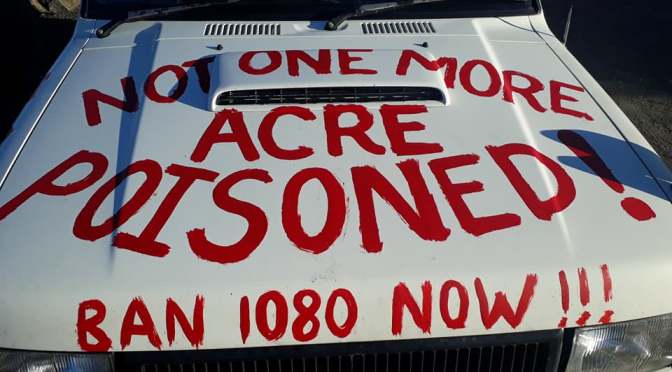 NOT ONE MORE
ACRE
POISONED!
BAN 1080 NOW!!!